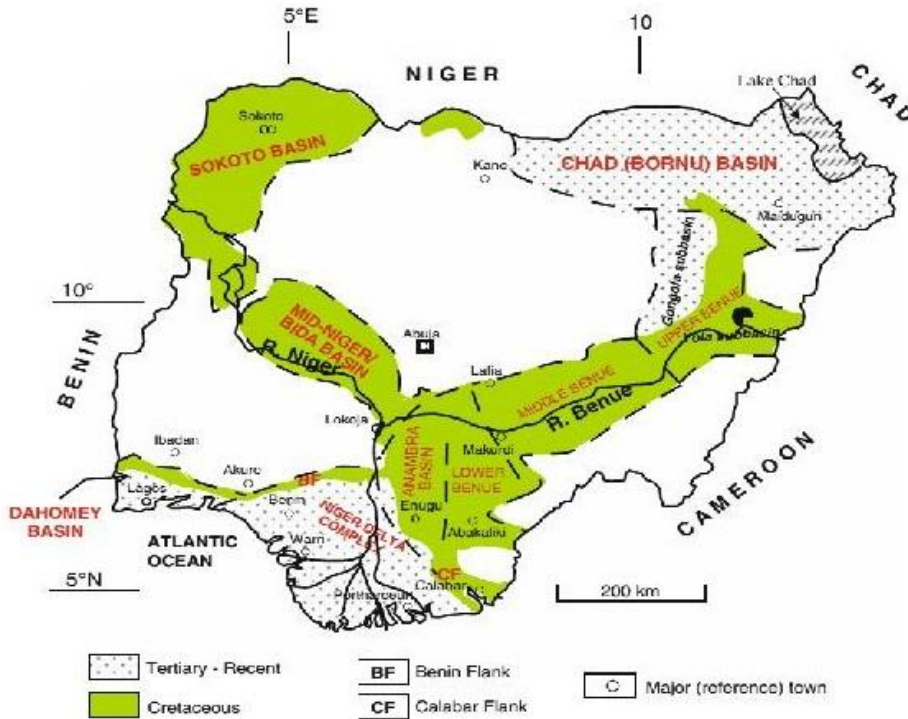 5°E
10
NIGER
CHAD
Lake Chad
Sokoto
SOKOTO BASIN
Kano
CHAD (BORNU) BASIN
Maiduguri
Gongola subbasin
10°
BENIN
MID-NIGER/
BIDA BASIN
R. Niger
Abuja
UPPER BENUE
Yola subbasin
Lafia
MIDDLE BENUE
R. Benue
Lokoja
Makurdi
CAMEROON
Ibadan
Akure
BF
ANAMBRA
BASIN
LOWER
BENUE
Lagos
Benin
NIGER DELTA
COMPLEX
Enugu
Abakaliki
DAHOMEY
BASIN
ATLANTIC
OCEAN
Warri
CF
Calabar
5°N
Portharcourt
200 km
Tertiary - Recent
BF
Benin Flank
Major (reference) town
Cretaceous
CF
Calabar Flank